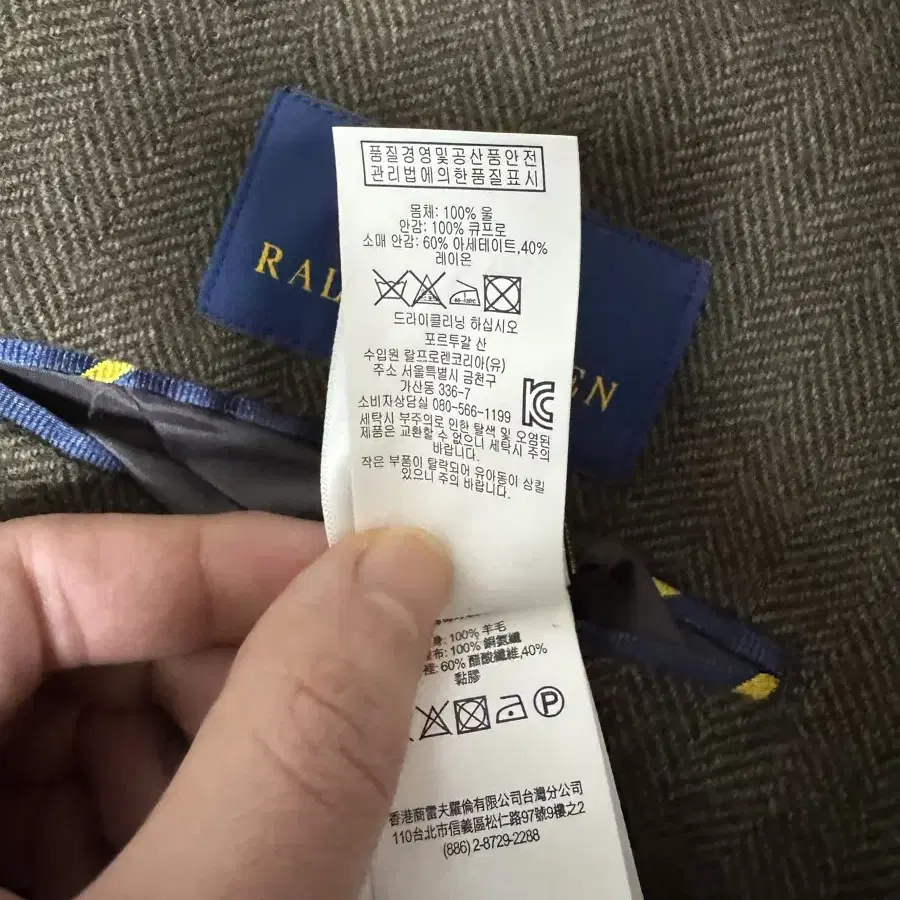 품질경영및공산품안전
관리법에의한품질표시
몸체: 100% 울
안감: 100% 큐프로
소매 안감: 60% 아세테이트,40%
레이온
드라이클리닝 하십시오
포르투갈 산
수입원 랄프로렌코리아(유)
주소 서울특별시 금천구
가산동 336-7
소비자상담실 080-566-1199
세탁시 부주의로 인한 탈색 및 오염된
제품은 교환할 수 없으니 세탁시 주의
바랍니다.
작은 부품이 탈락되어 유아동이 삼킬
있으니 주의 바랍니다.
RAL
EN
身: 100% 羊毛
布: 100% 銅氨纖
裡: 60% 醋酸纖維,40%
黏膠
P
香港商雷夫羅倫有限公司台灣分公司
110台北市信義區松仁路97號9樓之2
(886) 2-8729-2288